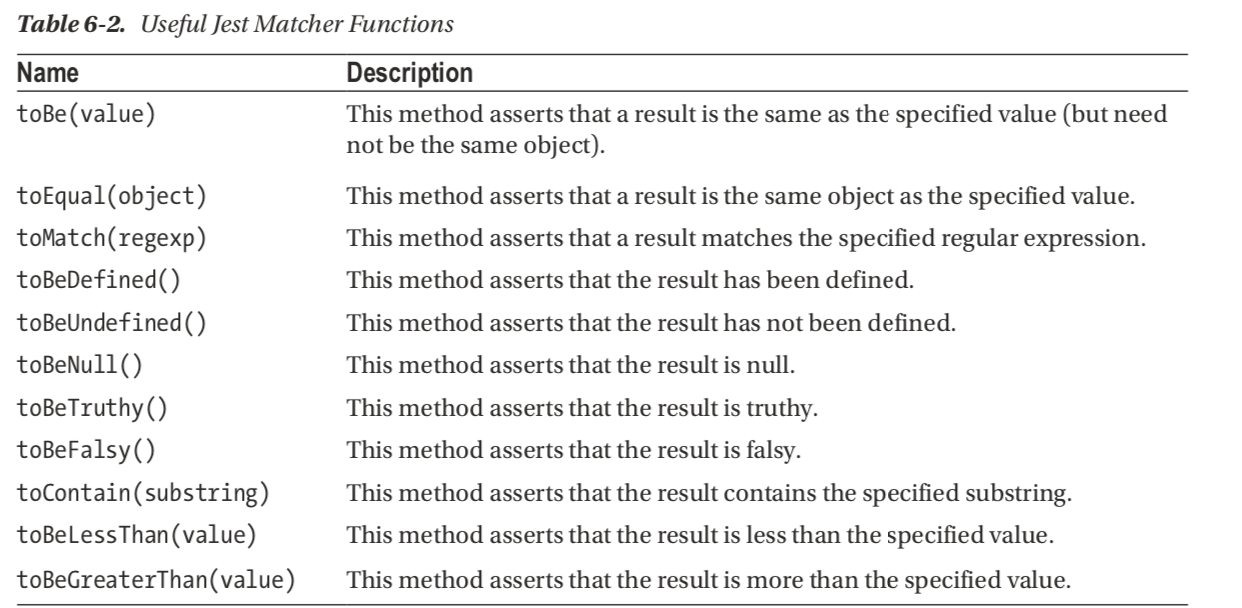 Table 6-2. Useful Jest Matcher Functions
Name Description
toBe(value) This method asserts that a result is the same as the specified value (but need
not be the same object).
toEqual(object) This method asserts that a result is the same object as the specified value.
toMatch(regexp) This method asserts that a result matches the specified regular expression.
toBeDefined() This method asserts that the result has been defined.
toBeUndefined() This method asserts that the result has not been defined.
toBeNull() This method asserts that the result is null.
toBeTruthy() This method asserts that the result is truthy.
toBeFalsy() This method asserts that the result is falsy.
toContain(substring) This method asserts that the result contains the specified substring.
toBeLessThan(value) This method asserts that the result is less than the specified value.
toBeGreaterThan(value) This method asserts that the result is more than the specified value.